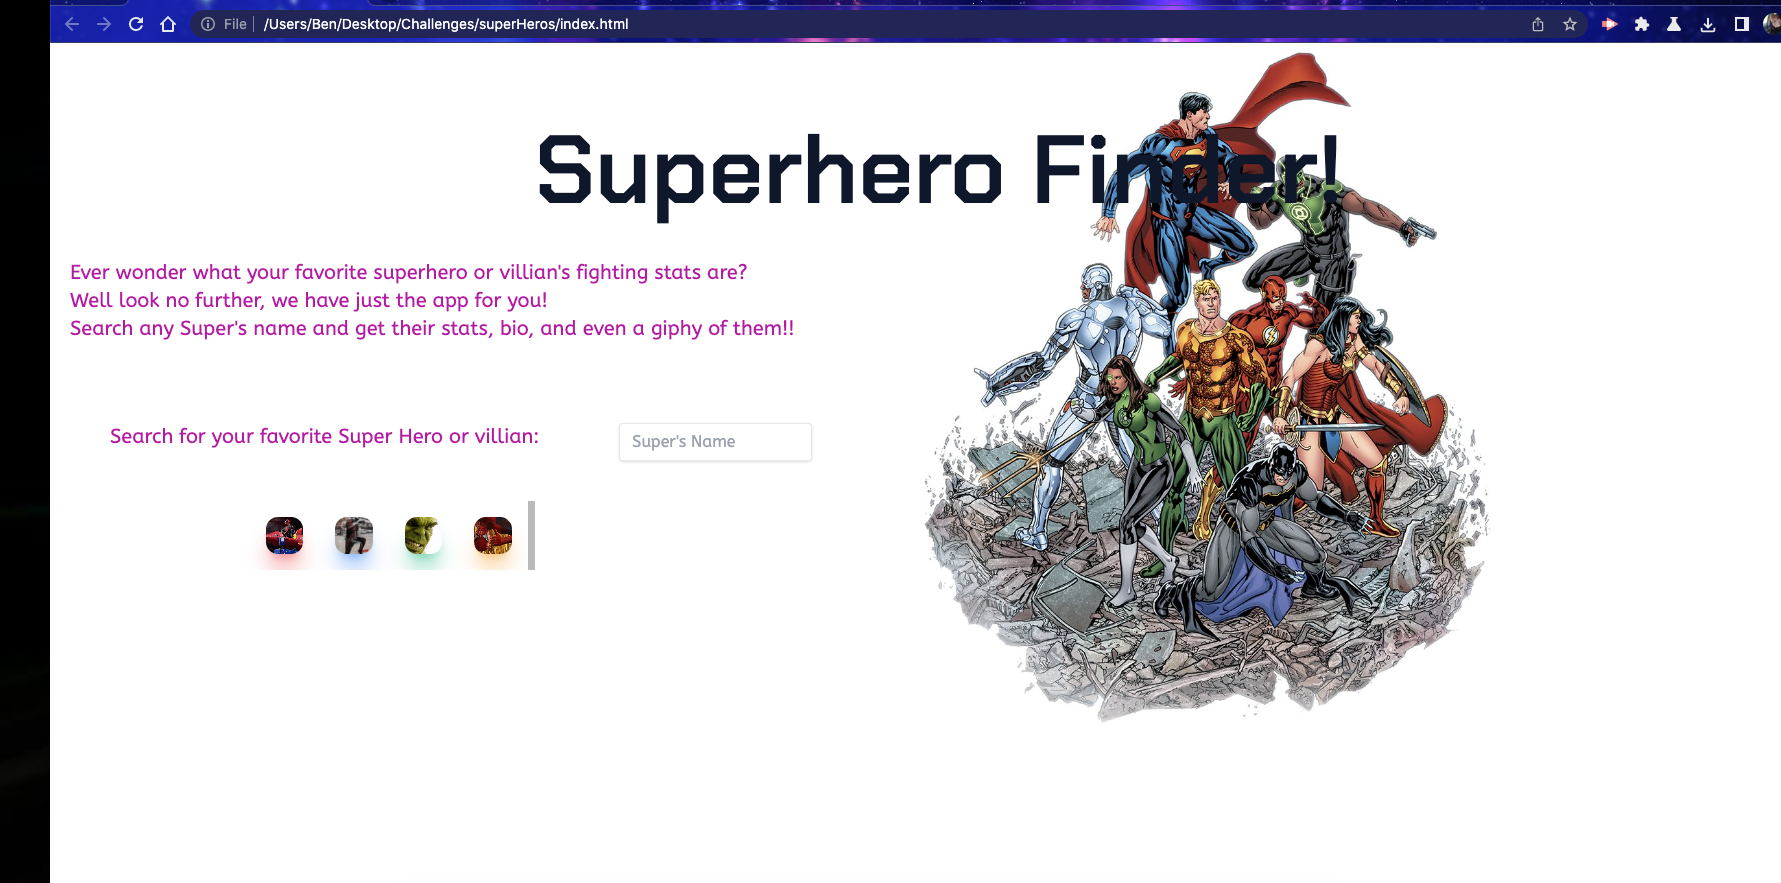 File
/Users/Ben/Desktop/Challenges/superHeros/index.html
Superhero Finder!
Ever wonder what your favorite superhero or villian's fighting stats are?
Well look no further, we have just the app for you!
Search any Super's name and get their stats, bio, and even a giphy of them!!
Search for your favorite Super Hero or villian:
Super's Name